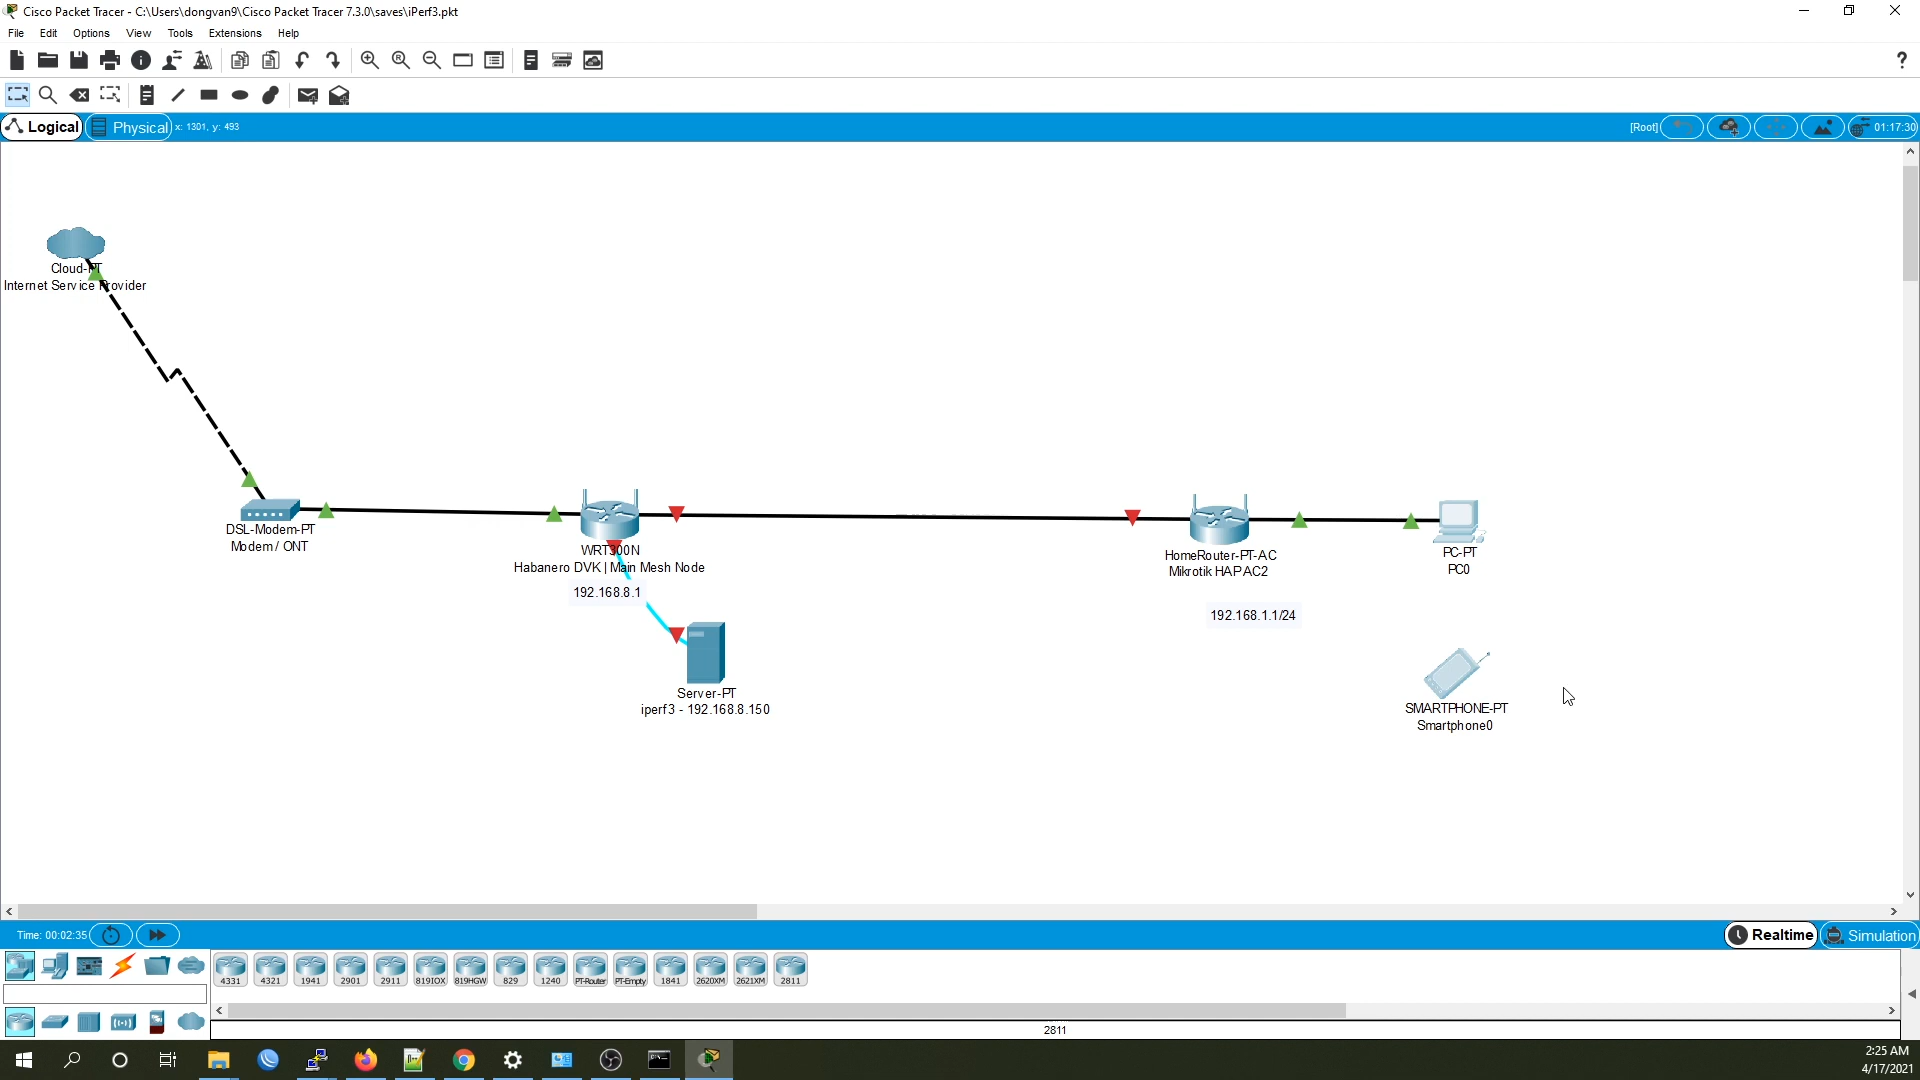 Cisco Packet Tracer - C:\Users\dongvan9\Cisco Packet Tracer 7.3.0\saves\iPerf3.pkt
File Edit Options View Tools Extensions Help
?
Logical Physical x: 1301, y: 493 [Root] 01:17:30
Cloud-PT
Internet Service Provider
DSL-Modem-PT
Modem / ONT
WRT300N
Habanero DVK | Main Mesh Node
192.168.8.1
HomeRouter-PT-AC
Mikrotik HAP AC2
192.168.1.1/24
PC-PT
PC0
Server-PT
iperf3 - 192.168.8.150
SMARTPHONE-PT
Smartphone0
Time: 00:02:35 Realtime Simulation
4331 4321 1941 2901 2911 819IOX 819HGW 829 1240 PT-Router PT-Empty 1841 2620XM 2621XM 2811
2811
2:25 AM
4/17/2021